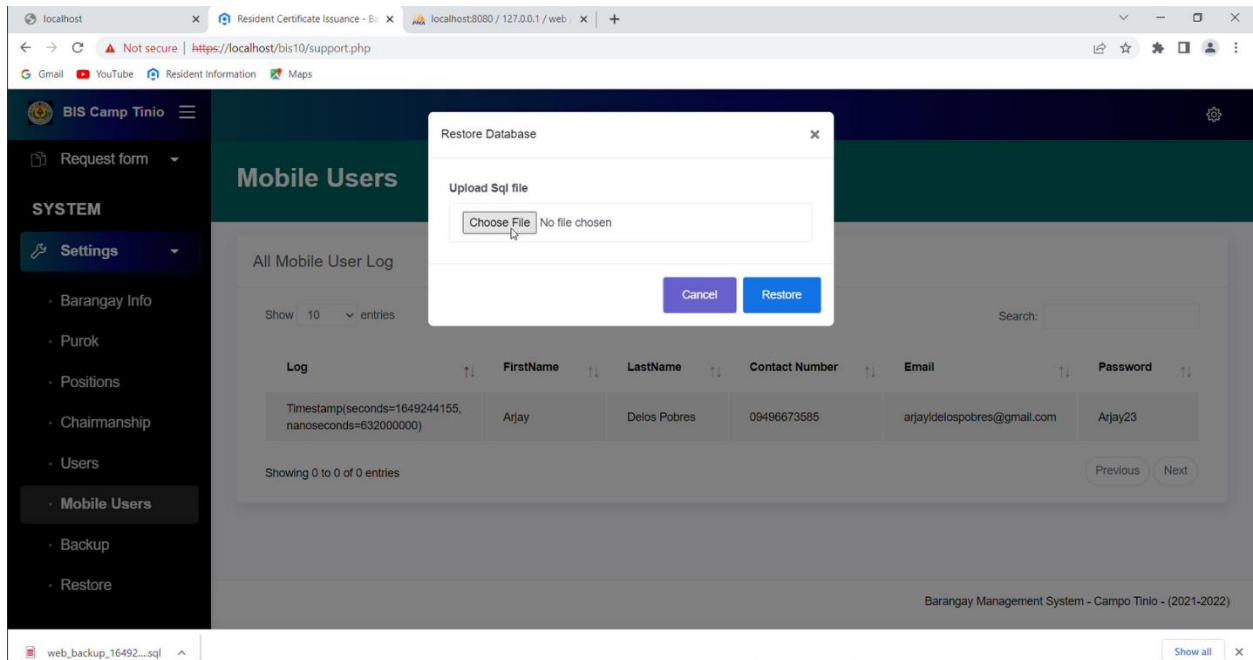 localhost
Resident Certificate Issuance - Ba
localhost:8080 / 127.0.0.1 / web
Not secure | https://localhost/bis10/support.php
Gmail YouTube Resident Information Maps
BIS Camp Tinio
Request form
SYSTEM
Settings
Barangay Info
Purok
Positions
Chairmanship
Users
Mobile Users
Backup
Restore
Mobile Users
Restore Database
Upload Sql file
Choose File No file chosen
Cancel Restore
All Mobile User Log
Show 10 entries
Search:
Log FirstName LastName Contact Number Email Password
Timestamp(seconds=1649244155,
nanoseconds=632000000) Arjay Delos Pobres 09496673585 arjayldelospobres@gmail.com Arjay23
Showing 0 to 0 of 0 entries
Previous Next
Barangay Management System - Campo Tinio - (2021-2022)
web_backup_16492....sql
Show all